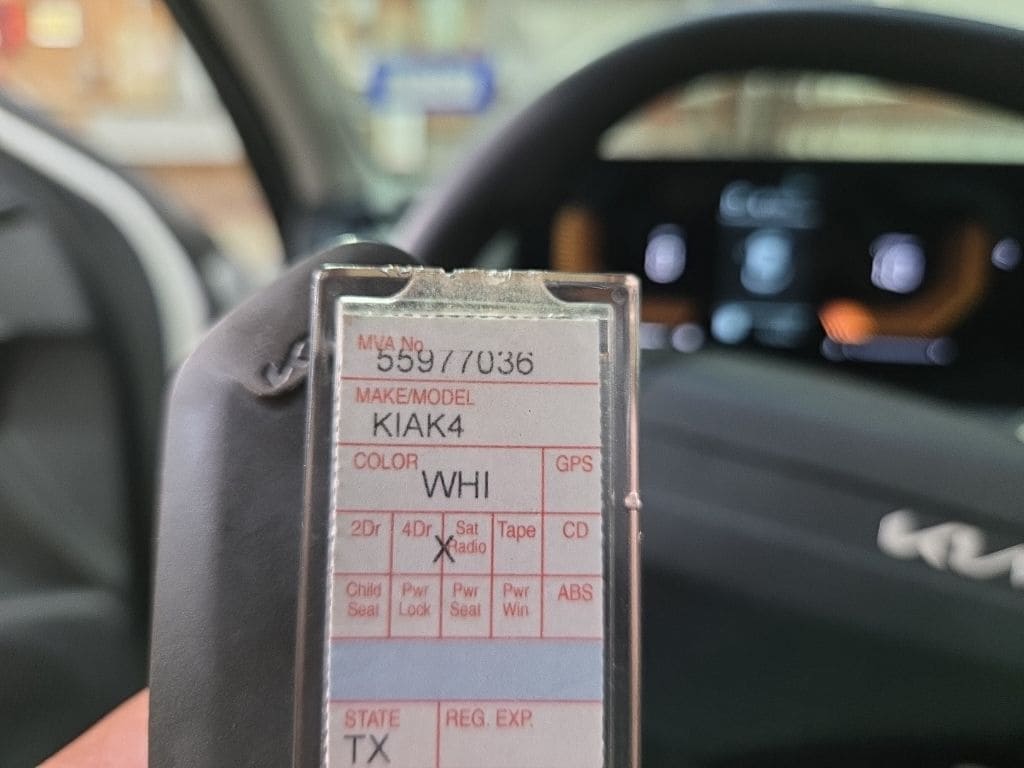 MVA No
55977036
MAKE/MODEL
KIAK4
COLOR GPS
WHI
2Dr 4Dr Sat Radio Tape CD
X
Child Seat Pwr Lock Pwr Seat Pwr Win ABS
STATE REG. EXP.
TX
KIA